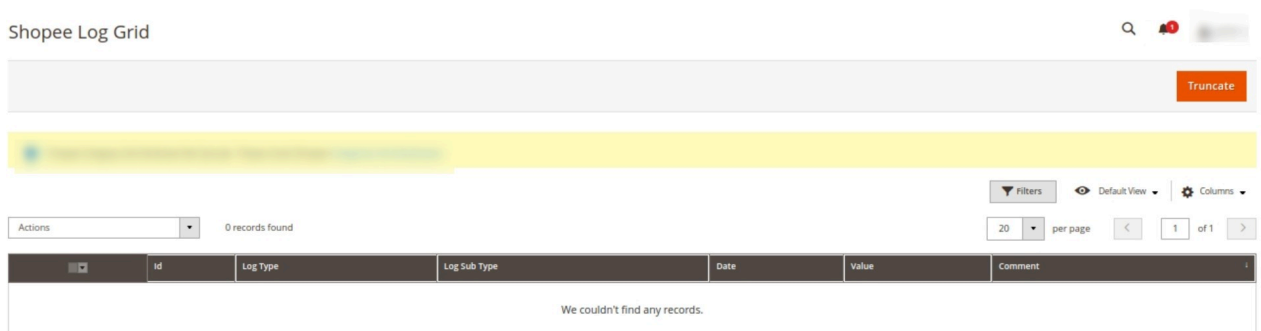 Shopee Log Grid
1
Truncate
Filters Default View Columns
Actions 0 records found 20 per page 1 of 1
Id Log Type Log Sub Type Date Value Comment
We couldn't find any records.